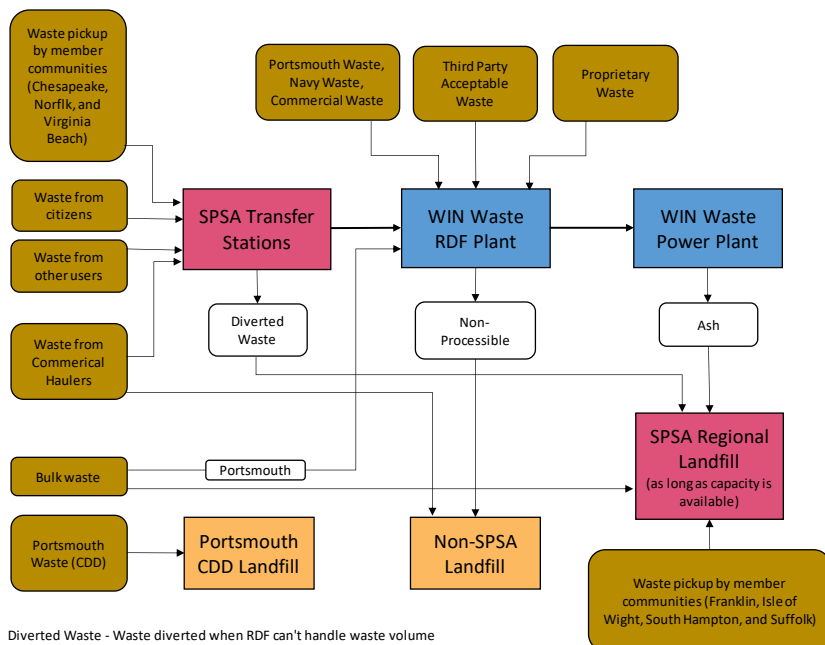 Waste pickup
by member
communities
(Chesapeake,
Norflk, and
Virginia
Beach)
Portsmouth Waste,
Navy Waste,
Commercial Waste
Third Party
Acceptable
Waste
Proprietary
Waste
Waste from
citizens
SPSA Transfer
Stations
WIN Waste
RDF Plant
WIN Waste
Power Plant
Waste from
other users
Diverted
Waste
Non-
Processible
Ash
Waste from
Commerical
Haulers
SPSA Regional
Landfill
(as long as capacity is
available)
Bulk waste
Portsmouth
Portsmouth
Waste (CDD)
Portsmouth
CDD Landfill
Non-SPSA
Landfill
Waste pickup by member
communities (Franklin, Isle of
Wight, South Hampton, and Suffolk)
Diverted Waste - Waste diverted when RDF can't handle waste volume